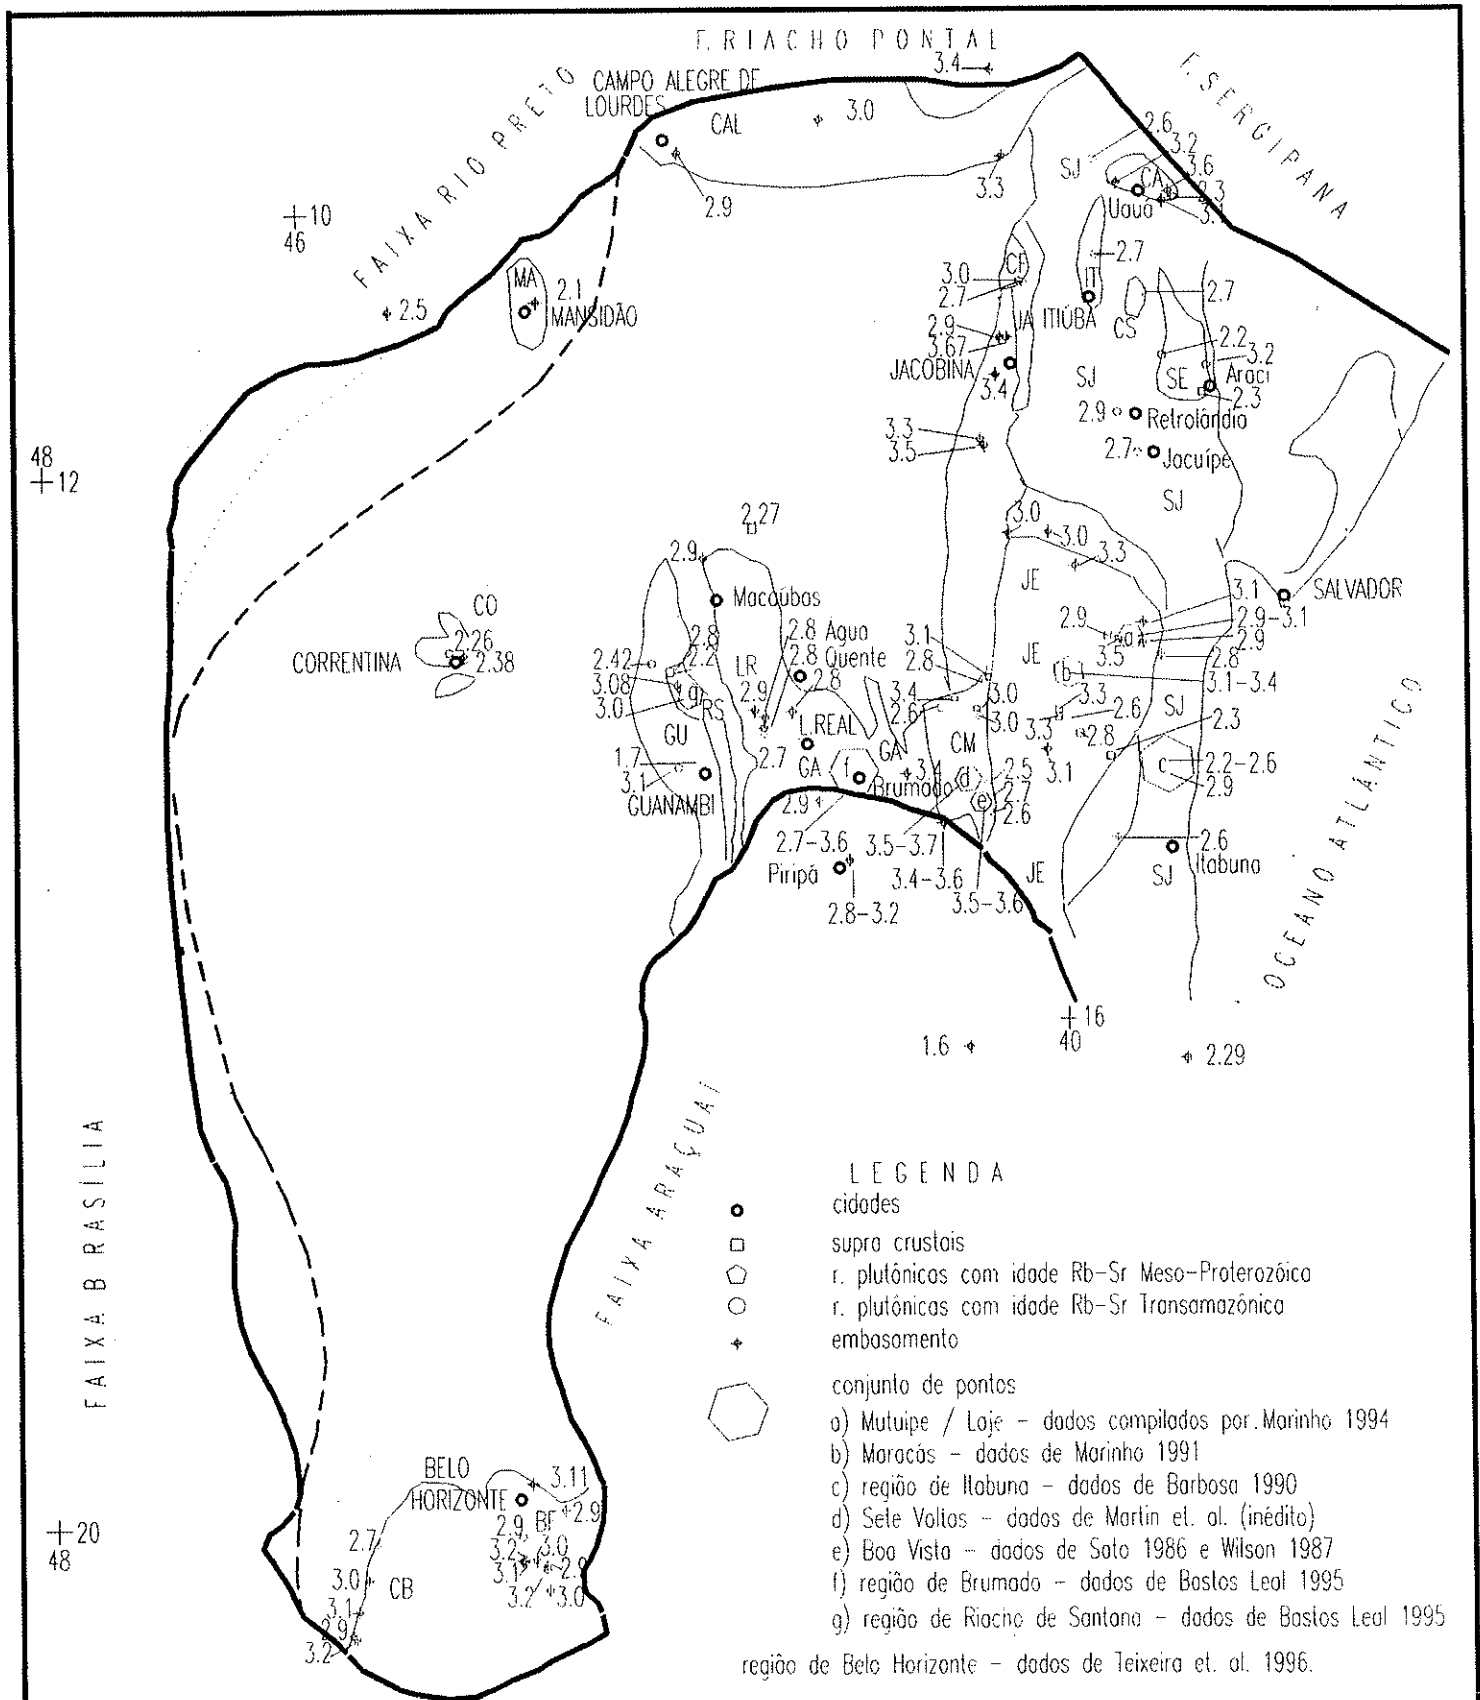 F. RIACHO PONTAL
3.4
F. SERGIPANA
FAIXA RIO PRETO
CAMPO ALEGRE DE
LOURDES
CAL
3.0
2.9
3.3
SJ
2.6
3.2
3.6
CA
2.3
3.1
Uauá
+10
46
MA
2.1
MANSIDÃO
2.5
CF
3.0
2.7
IT
2.7
2.7
CS
JA
ITIÚBA
2.9
3.67
JACOBINA
3.4
SJ
2.2
3.2
SE
Araci
2.3
2.9
Retrolândia
3.3
3.5
2.7
Jacuípe
SJ
48
+12
2.27
3.0
3.0
3.3
2.9
JE
Macaúbas
SALVADOR
CO
2.26
2.38
CORRENTINA
2.8
2.2
2.42
3.08
3.0
g
RS
LR
2.9
2.8 Agua
2.8 Quente
2.8
3.1
2.8
JE
2.9
a
3.5
3.1
2.9-3.1
2.9
2.8
3.1-3.4
b
3.4
2.6
3.0
3.0
3.3
3.3
2.6
SJ
2.3
GU
2.7
L.REAL
GA
GA
CM
2.8
3.1
1.7
3.1
GUANAMBI
f
Brumado
3.4
d
2.5
e
2.7
2.6
c
2.2-2.6
2.9
2.9
2.7-3.6
3.5-3.7
3.4-3.6
3.5-3.6
JE
2.6
Itabuna
SJ
Piripá
2.8-3.2
OCEANO ATLÂNTICO
+16
40
1.6
2.29
FAIXA ARAÇUAI
FAIXA BRASÍLIA
LEGENDA
cidades
supra crustais
r. plutônicas com idade Rb-Sr Meso-Proterozóica
r. plutônicas com idade Rb-Sr Transamazônica
embasamento
conjunto de pontos
a) Mutuipe / Laje - dados compilados por. Marinho 1994
b) Maracás - dados de Marinho 1991
c) região de Itabuna - dados de Barbosa 1990
d) Sete Voltas - dados de Martin et. al. (inédito)
e) Boa Vista - dados de Sato 1986 e Wilson 1987
f) região de Brumado - dados de Bastos Leal 1995
g) região de Riacho de Santana - dados de Bastos Leal 1995
região de Belo Horizonte - dados de Teixeira et. al. 1996.
BELO
HORIZONTE
3.11
2.9
BF
2.9
3.2
3.0
3.1
2.9
3.2
3.0
2.7
3.0
CB
3.1
2.9
3.2
+20
48